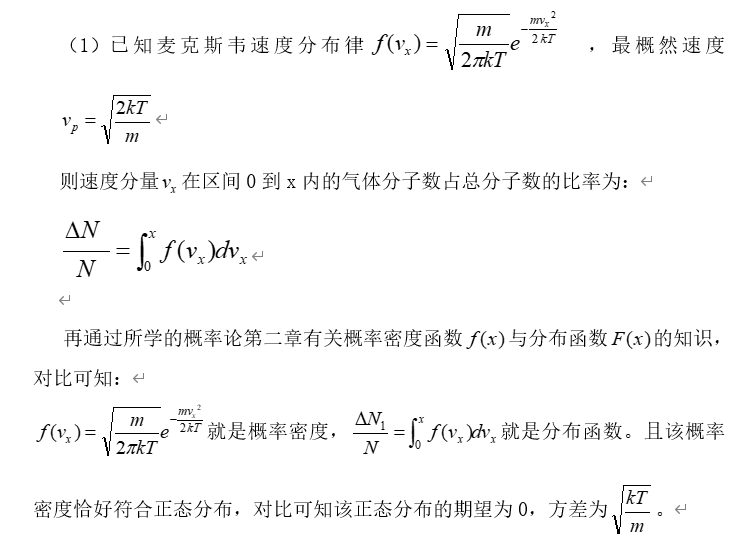 （1）已知麦克斯韦速度分布律 $f(v_x)=\sqrt{\frac{m}{2\pi kT}}e^{-\frac{mv_x^2}{2kT}}$ ，最概然速度
$v_p=\sqrt{\frac{2kT}{m}}$↵
则速度分量$v_x$在区间0到x内的气体分子数占总分子数的比率为：↵
$\frac{\Delta N}{N}=\int_0^x f(v_x)dv_x$↵
↵
再通过所学的概率论第二章有关概率密度函数$f(x)$与分布函数$F(x)$的知识，
对比可知：↵
$f(v_x)=\sqrt{\frac{m}{2\pi kT}}e^{-\frac{mv_x^2}{2kT}}$就是概率密度，$\frac{\Delta N_1}{N}=\int_0^x f(v_x)dv_x$就是分布函数。且该概率
密度恰好符合正态分布，对比可知该正态分布的期望为0，方差为$\sqrt{\frac{kT}{m}}$。↵